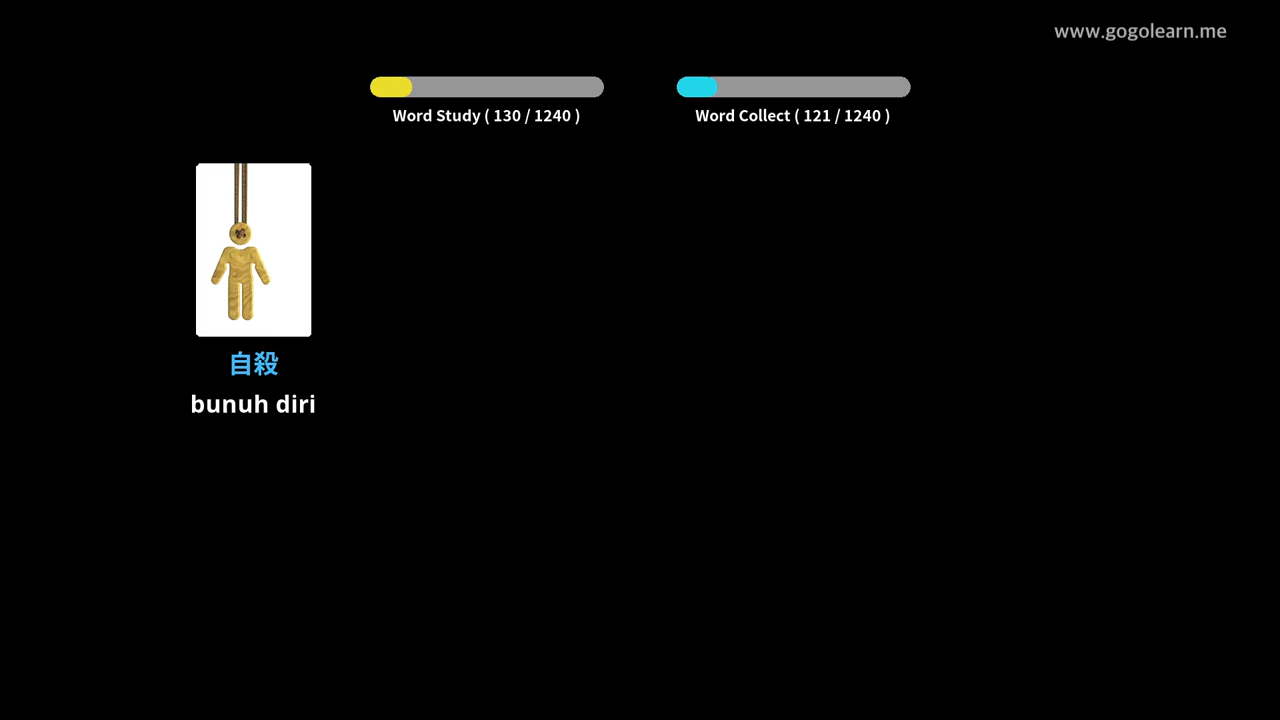 www.gogolearn.me
Word Study ( 130 / 1240 )
Word Collect ( 121 / 1240 )
自殺
bunuh diri